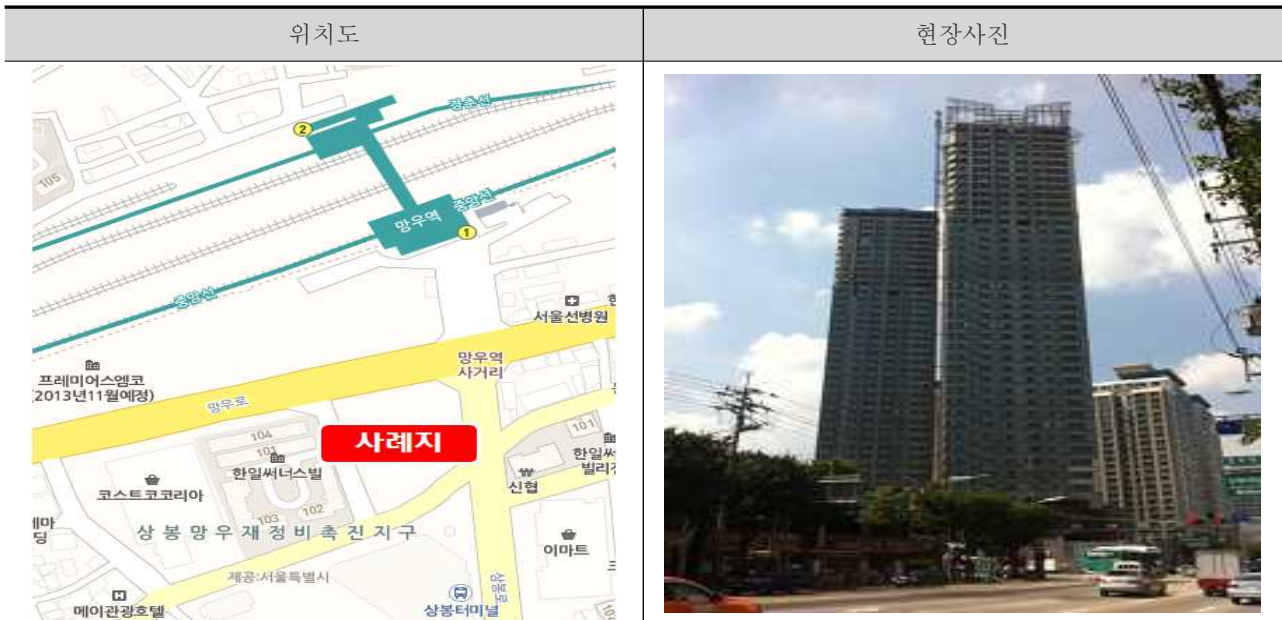 위치도
현장사진
경춘선
2
105
망우역
중앙선
1
중앙선
서울선병원
망우역
사거리
프레미어스엠코
(2013년11월예정)
망우로
104
101
사례지
101
한일써너스빌
한일써
빌리지
신협
코스트코코리아
103
102
상봉망우재정비촉진지구
이마트
제공:서울특별시
상봉로
메이관광호텔
상봉터미널